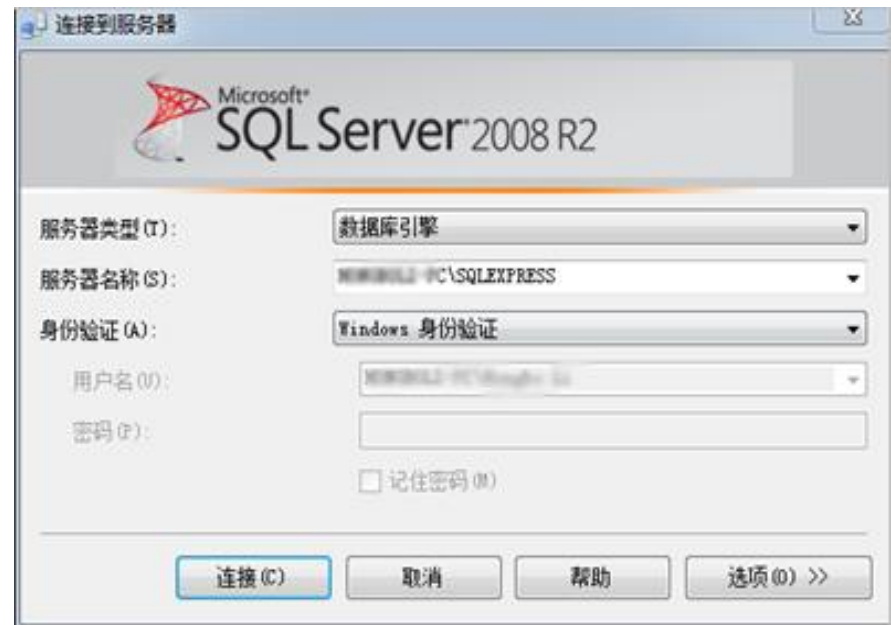 连接到服务器
Microsoft®
SQL Server® 2008 R2
服务器类型(T):
数据库引擎
服务器名称(S):
C\SQLEXPRESS
身份验证(A):
Windows 身份验证
用户名(U):
密码(P):
记住密码(M)
连接(C)
取消
帮助
选项(O) >>